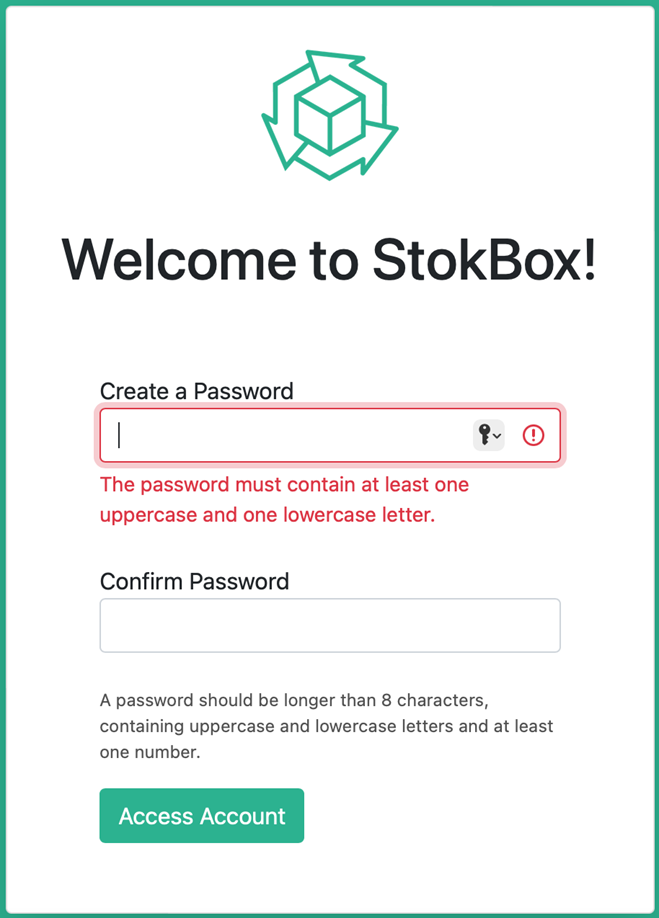 Welcome to StokBox!
Create a Password
The password must contain at least one
uppercase and one lowercase letter.
Confirm Password
A password should be longer than 8 characters,
containing uppercase and lowercase letters and at least
one number.
Access Account